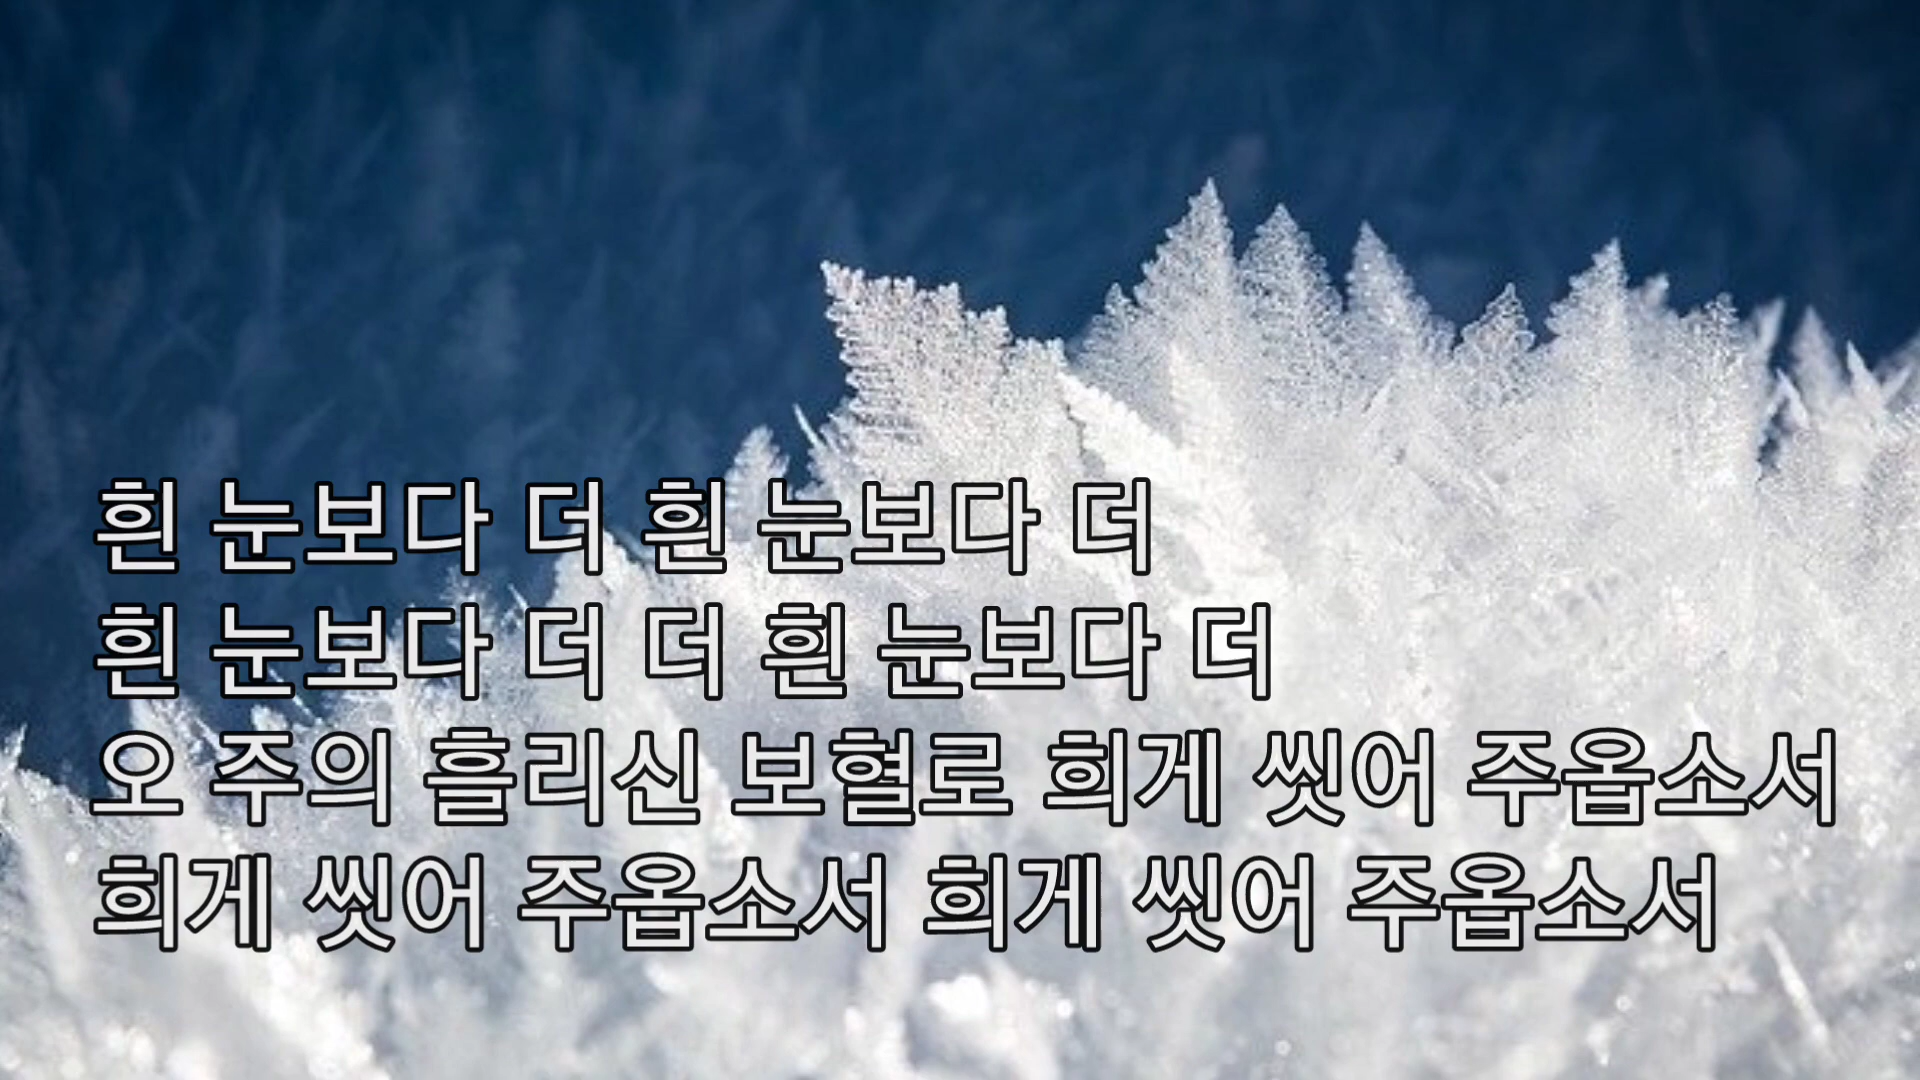 흰 눈보다 더 흰 눈보다 더
흰 눈보다 더 더 흰 눈보다 더
오 주의 흘리신 보혈로 희게 씻어 주옵소서
희게 씻어 주옵소서 희게 씻어 주옵소서